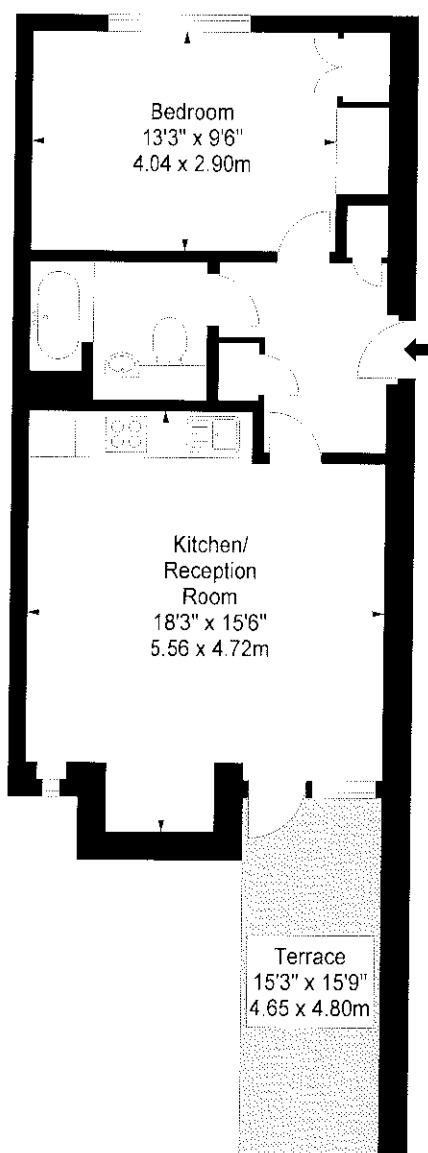 Bedroom
13'3" x 9'6"
4.04 x 2.90m
Kitchen/
Reception
Room
18'3" x 15'6"
5.56 x 4.72m
Terrace
15'3" x 15'9"
4.65 x 4.80m